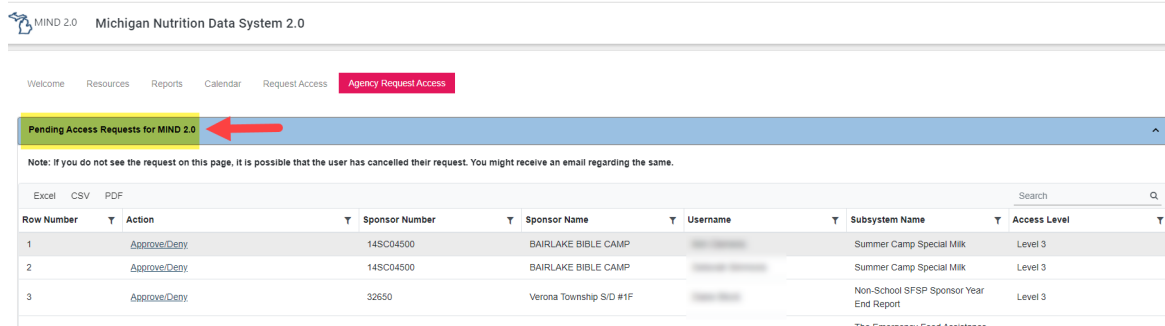 MIND 2.0 Michigan Nutrition Data System 2.0
Welcome Resources Reports Calendar Request Access Agency Request Access
Pending Access Requests for MIND 2.0
Note: If you do not see the request on this page, it is possible that the user has cancelled their request. You might receive an email regarding the same.
Excel CSV PDF Search
Row Number Action Sponsor Number Sponsor Name Username Subsystem Name Access Level
1 Approve/Deny 14SC04500 BAIRLAKE BIBLE CAMP Summer Camp Special Milk Level 3
2 Approve/Deny 14SC04500 BAIRLAKE BIBLE CAMP Summer Camp Special Milk Level 3
3 Approve/Deny 32650 Verona Township S/D #1F Non-School SFSP Sponsor Year Level 3
End Report
The Emergency Food Assistance